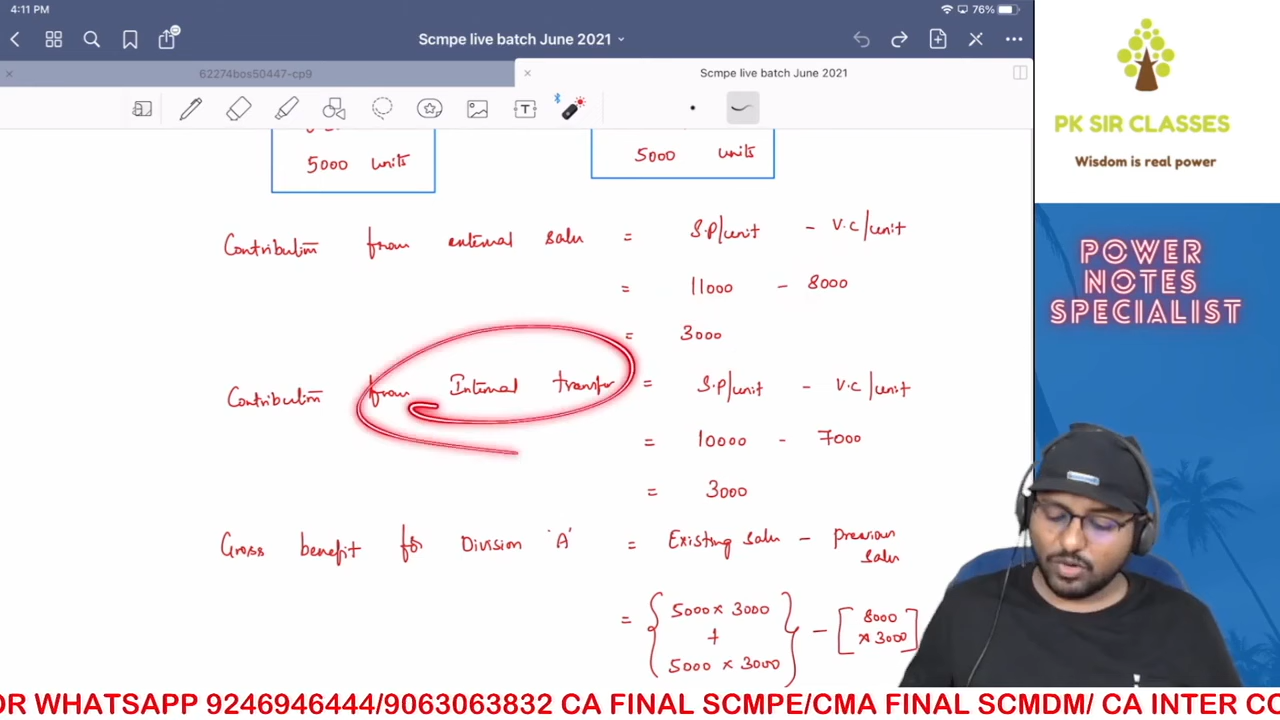 4:11 PM
76%
Scmpe live batch June 2021
62274bos50447-cp9
Scmpe live batch June 2021
T
5000 units
5000 units
Contribution from external sales = S.P/unit - V.C/unit
= 11000 - 8000
= 3000
Contribution from Internal transfer = S.P/unit - V.C/unit
= 10000 - 7000
= 3000
Gross benefit for Division 'A' = Existing sales - Previous sales
= { 5000 x 3000 + 5000 x 3000 } - [ 8000 x 3000 ]
PK SIR CLASSES
Wisdom is real power
POWER
NOTES
SPECIALIST
OR WHATSAPP 9246946444/9063063832 CA FINAL SCMPE/CMA FINAL SCMDM/ CA INTER CO